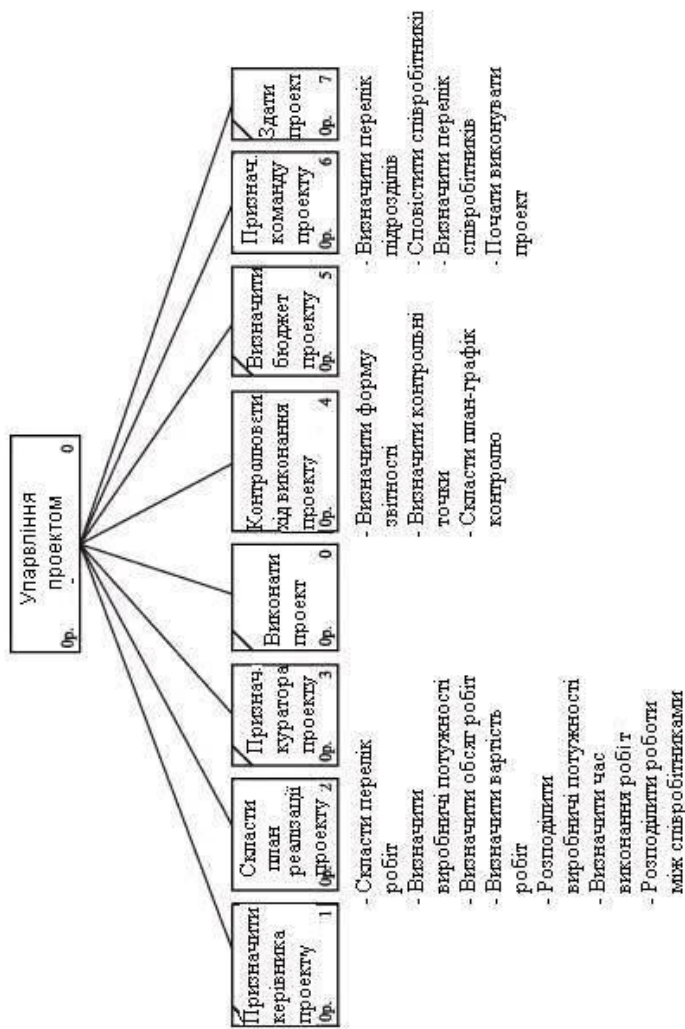 Упарвління
проектом
-
0р. 0
Призначити
керівника
проекту
0р. 1
Скласти
план
реалізації
проекту
0р. 2
Признач.
куратора
проекту
0р. 3
Виконати
проект
0р. 0
Контролювати
хід виконання
проекту
0р. 4
Визначити
бюджет
проекту
0р. 5
Признач.
команду
проекту
0р. 6
Здати
проект
0р. 7
- Скласти перелік
робіт
- Визначити
виробничі потужності
- Визначити обсяг робіт
- Визначити вартість
робіт
- Розподілити
виробничі потужності
- Визначити час
виконання робіт
- Розподілити роботи
між співробітниками
- Визначити форму
звітності
- Визначити контрольні
точки
- Скласти план-графік
контролю
- Визначити перелік
підрозділів
- Сповістити співробітникії
- Визначити перелік
співробітників
- Почати виконувати
проект